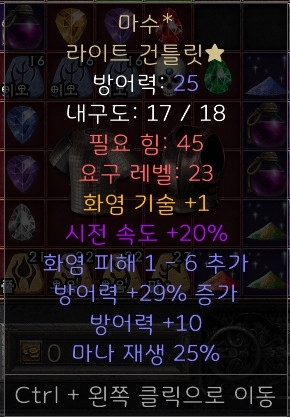 마수*
라이트 건틀릿★
방어력: 25
내구도: 17 / 18
필요 힘: 45
요구 레벨: 23
화염 기술 +1
시전 속도 +20%
화염 피해 1 - 6 추가
방어력 +29% 증가
방어력 +10
마나 재생 25%
0
Ctrl + 왼쪽 클릭으로 이동